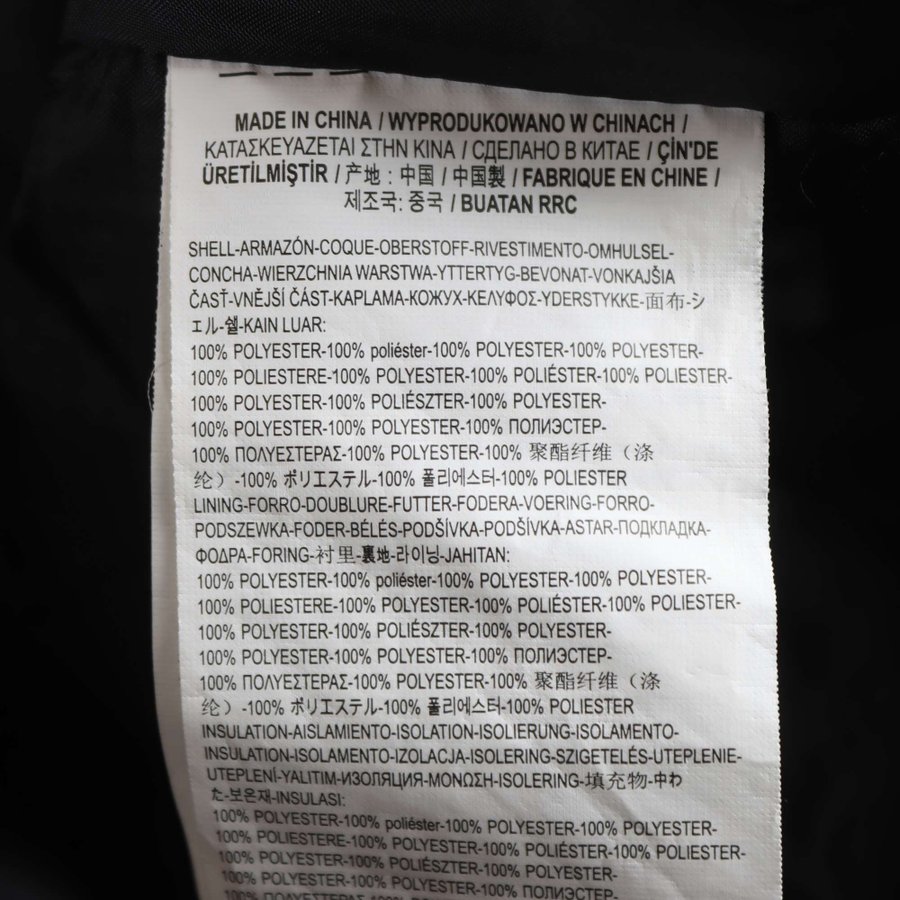 MADE IN CHINA / WYPRODUKOWANO W CHINACH /
ΚΑΤΑΣΚΕΥΑΖΕΤΑΙ ΣΤΗΝ ΚΙΝΑ / СДЕЛАНО В КИТАЕ / ÇİN'DE
ÜRETİLMİŞTİR / 产地：中国 / 中国製 / FABRIQUE EN CHINE /
제조국: 중국 / BUATAN RRC
SHELL-ARMAZÓN-COQUE-OBERSTOFF-RIVESTIMENTO-OMHULSEL-
CONCHA-WIERZCHNIA WARSTWA-YTTERTYG-BEVONAT-VONKAJŠIA
ČASŤ-VNĚJŠÍ ČÁST-KAPLAMA-КОЖУХ-ΚΕΛΥΦΟΣ-YDERSTYKKE-面布-シ
ェル-쉘-KAIN LUAR:
100% POLYESTER-100% poliéster-100% POLYESTER-100% POLYESTER-
100% POLIESTERE-100% POLYESTER-100% POLIÉSTER-100% POLIESTER-
100% POLYESTER-100% POLIÉSZTER-100% POLYESTER-
100% POLYESTER-100% POLYESTER-100% ПОЛИЭСТЕР-
100% ΠΟΛΥΕΣΤΕΡΑΣ-100% POLYESTER-100% 聚酯纤维（涤
纶）-100% ポリエステル-100% 폴리에스터-100% POLIESTER
LINING-FORRO-DOUBLURE-FUTTER-FODERA-VOERING-FORRO-
PODSZEWKA-FODER-BÉLÉS-PODŠÍVKA-PODŠÍVKA-ASTAR-ПОДКЛАДКА-
ΦΟΔΡΑ-FORING-衬里-裏地-라이닝-JAHITAN:
100% POLYESTER-100% poliéster-100% POLYESTER-100% POLYESTER-
100% POLIESTERE-100% POLYESTER-100% POLIÉSTER-100% POLIESTER-
100% POLYESTER-100% POLIÉSZTER-100% POLYESTER-
100% POLYESTER-100% POLYESTER-100% ПОЛИЭСТЕР-
100% ΠΟΛΥΕΣΤΕΡΑΣ-100% POLYESTER-100% 聚酯纤维（涤
纶）-100% ポリエステル-100% 폴리에스터-100% POLIESTER
INSULATION-AISLAMIENTO-ISOLATION-ISOLIERUNG-ISOLAMENTO-
INSULATION-ISOLAMENTO-IZOLACJA-ISOLERING-SZIGETELÉS-UTEPLENIE-
UTEPLENÍ-YALITIM-ИЗОЛЯЦИЯ-ΜΟΝΩΣΗ-ISOLERING-填充物-中わ
た-보온재-INSULASI:
100% POLYESTER-100% poliéster-100% POLYESTER-100% POLYESTER-
100% POLIESTERE-100% POLYESTER-100% POLIÉSTER-100% POLIESTER-
100% POLYESTER-100% POLIÉSZTER-100% POLYESTER-
100% POLYESTER-100% POLYESTER-100% ПОЛИЭСТЕР-